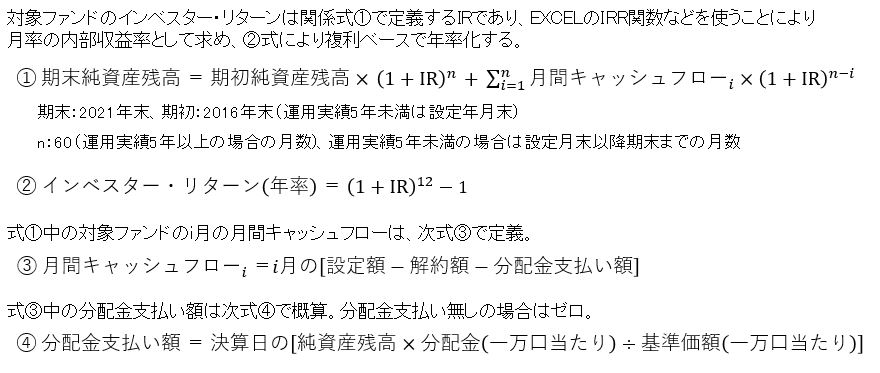 対象ファンドのインベスター・リターンは関係式①で定義するIRであり、EXCELのIRR関数などを使うことにより
月率の内部収益率として求め、②式により複利ベースで年率化する。
① 期末純資産残高 = 期初純資産残高 × (1 + IR)ⁿ + ∑ⁿᵢ₌₁ 月間キャッシュフローᵢ × (1 + IR)ⁿ⁻ⁱ
期末：2021年末、期初：2016年末（運用実績5年未満は設定年月末）
n：60（運用実績5年以上の場合の月数）、運用実績5年未満の場合は設定月末以降期末までの月数
② インベスター・リターン(年率) = (1 + IR)¹² − 1
式①中の対象ファンドのi月の月間キャッシュフローは、次式③で定義。
③ 月間キャッシュフローᵢ =i月の[設定額 − 解約額 − 分配金支払い額]
式③中の分配金支払い額は次式④で概算。分配金支払い無しの場合はゼロ。
④ 分配金支払い額 = 決算日の[純資産残高 × 分配金(一万口当たり) ÷ 基準価額(一万口当たり)]